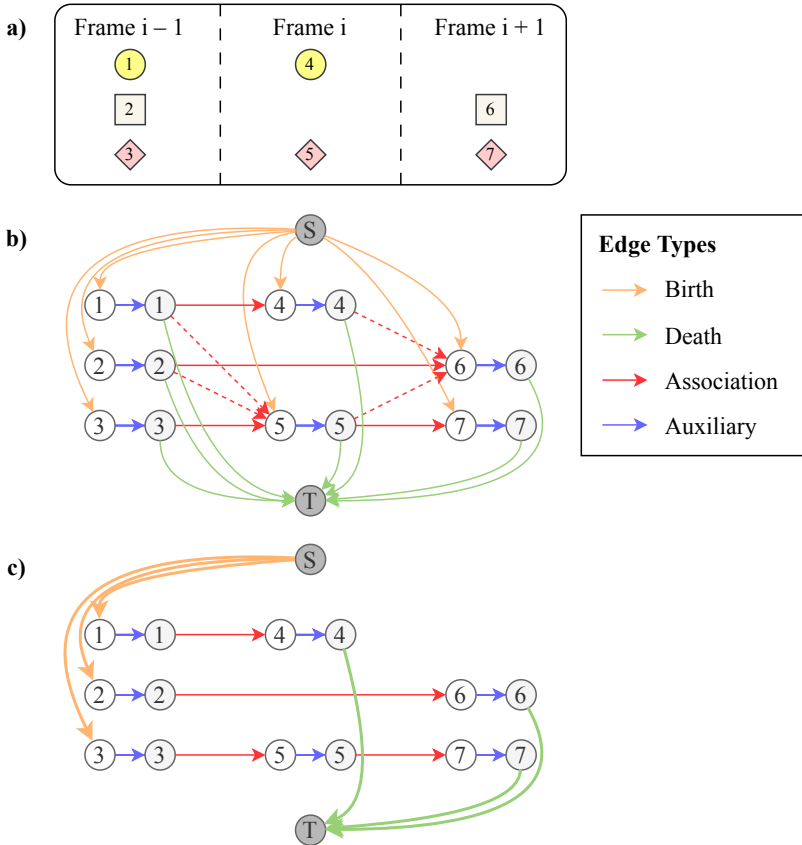 a)
Frame i – 1 Frame i Frame i + 1
1 4
2 6
3 5 7
b)
S
1 1 4 4
2 2 6 6
3 3 5 5 7 7
T
Edge Types
Birth
Death
Association
Auxiliary
c)
S
1 1 4 4
2 2 6 6
3 3 5 5 7 7
T